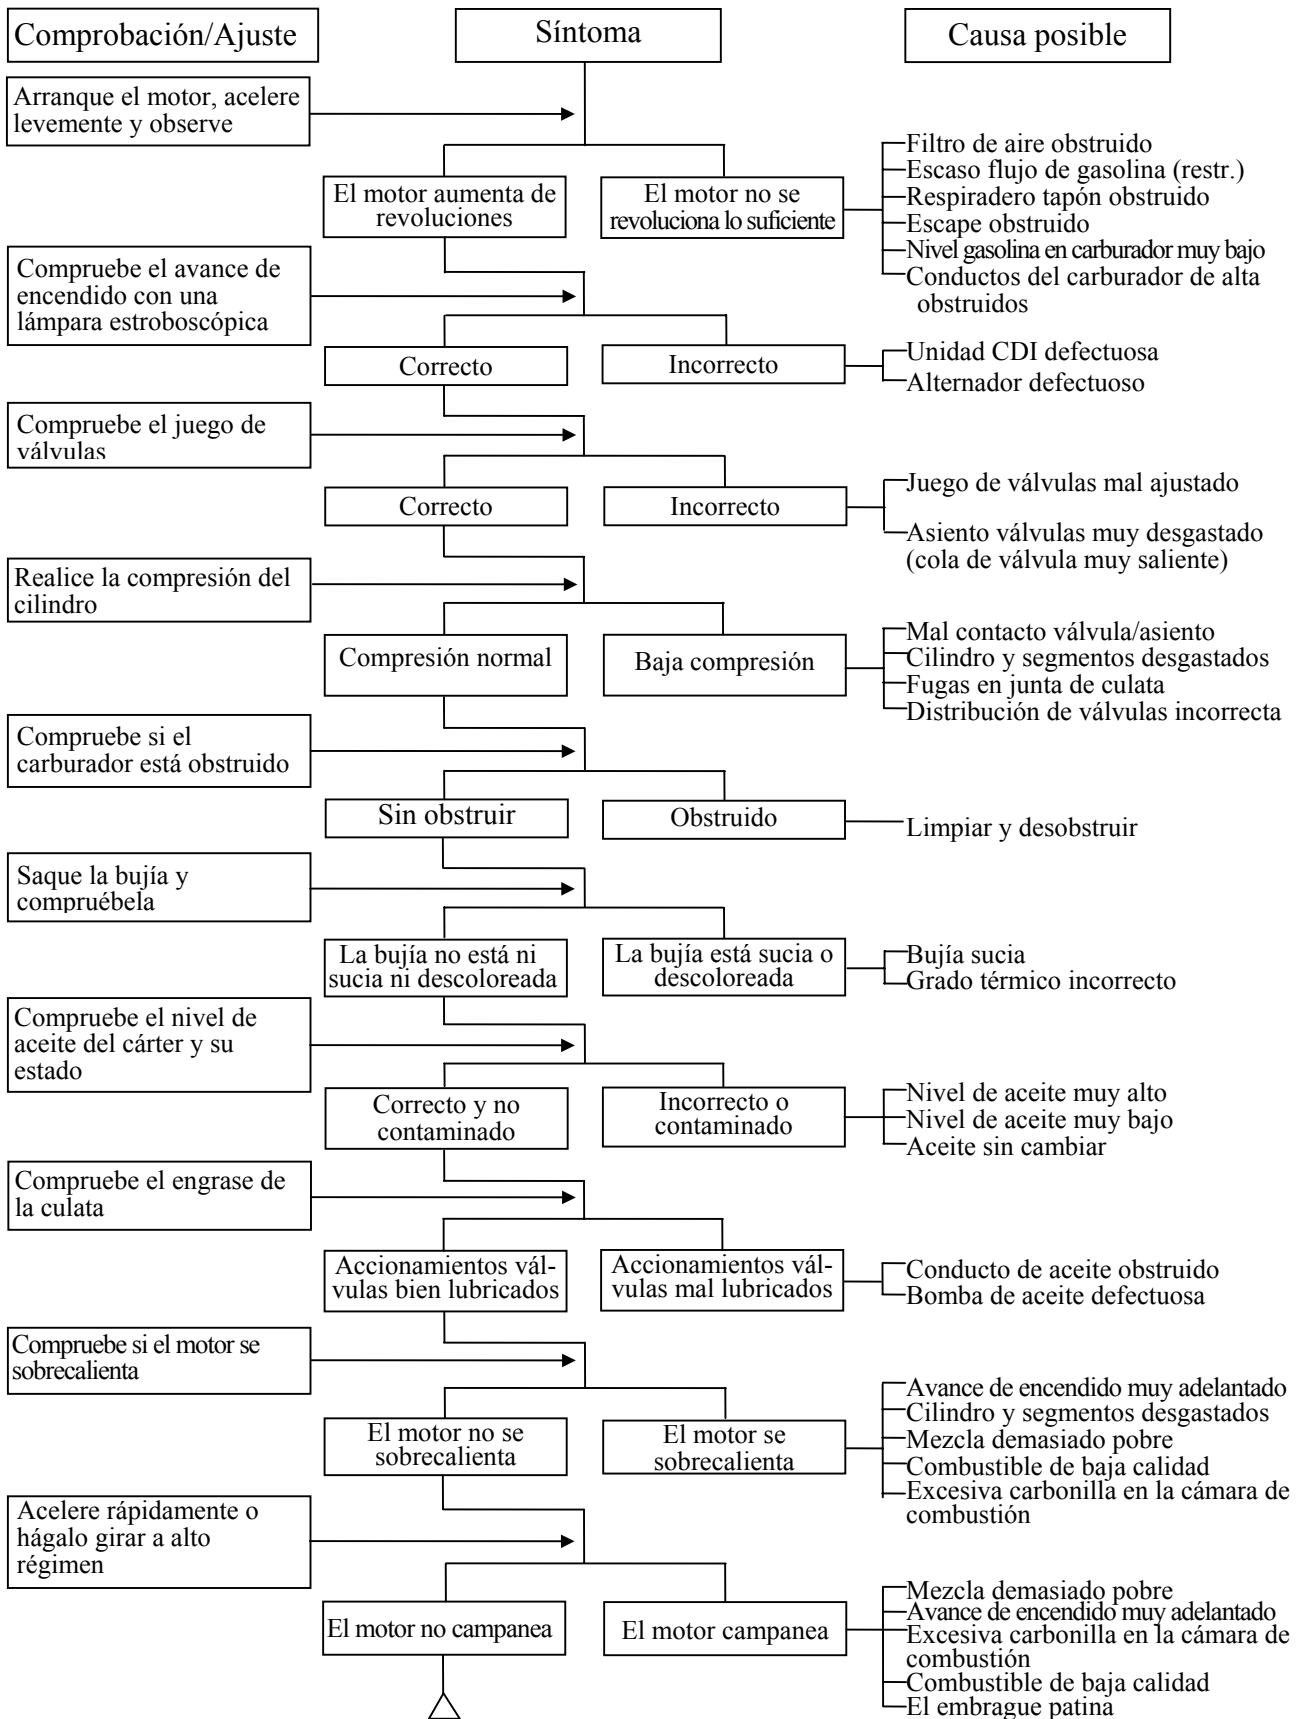 Comprobación/Ajuste
Síntoma
Causa posible
Arranque el motor, acelere
levemente y observe
El motor aumenta de
revoluciones
El motor no se
revoluciona lo suficiente
Filtro de aire obstruido
Escaso flujo de gasolina (restr.)
Respiradero tapón obstruido
Escape obstruido
Nivel gasolina en carburador muy bajo
Conductos del carburador de alta
obstruidos
Compruebe el avance de
encendido con una
lámpara estroboscópica
Correcto
Incorrecto
Unidad CDI defectuosa
Alternador defectuoso
Compruebe el juego de
válvulas
Correcto
Incorrecto
Juego de válvulas mal ajustado
Asiento válvulas muy desgastado
(cola de válvula muy saliente)
Realice la compresión del
cilindro
Compresión normal
Baja compresión
Mal contacto válvula/asiento
Cilindro y segmentos desgastados
Fugas en junta de culata
Distribución de válvulas incorrecta
Compruebe si el
carburador está obstruido
Sin obstruir
Obstruido
Limpiar y desobstruir
Saque la bujía y
compruébela
La bujía no está ni
sucia ni descoloreada
La bujía está sucia o
descoloreada
Bujía sucia
Grado térmico incorrecto
Compruebe el nivel de
aceite del cárter y su
estado
Correcto y no
contaminado
Incorrecto o
contaminado
Nivel de aceite muy alto
Nivel de aceite muy bajo
Aceite sin cambiar
Compruebe el engrase de
la culata
Accionamientos vál-
vulas bien lubricados
Accionamientos vál-
vulas mal lubricados
Conducto de aceite obstruido
Bomba de aceite defectuosa
Compruebe si el motor se
sobrecalienta
El motor no se
sobrecalienta
El motor se
sobrecalienta
Avance de encendido muy adelantado
Cilindro y segmentos desgastados
Mezcla demasiado pobre
Combustible de baja calidad
Excesiva carbonilla en la cámara de
combustión
Acelere rápidamente o
hágalo girar a alto
régimen
El motor no campanea
El motor campanea
Mezcla demasiado pobre
Avance de encendido muy adelantado
Excesiva carbonilla en la cámara de
combustión
Combustible de baja calidad
El embrague patina